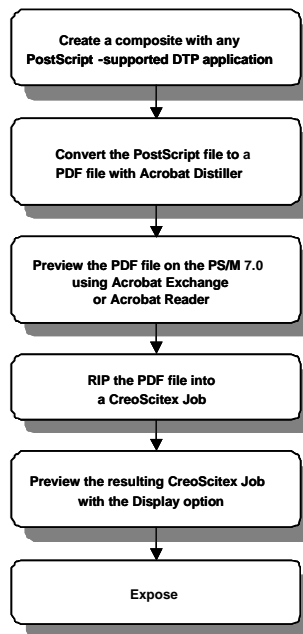 Create a composite with any
PostScript -supported DTP application
Convert the PostScript file to a
PDF file with Acrobat Distiller
Preview the PDF file on the PS/M 7.0
using Acrobat Exchange
or Acrobat Reader
RIP the PDF file into
a CreoScitex Job
Preview the resulting CreoScitex Job
with the Display option
Expose